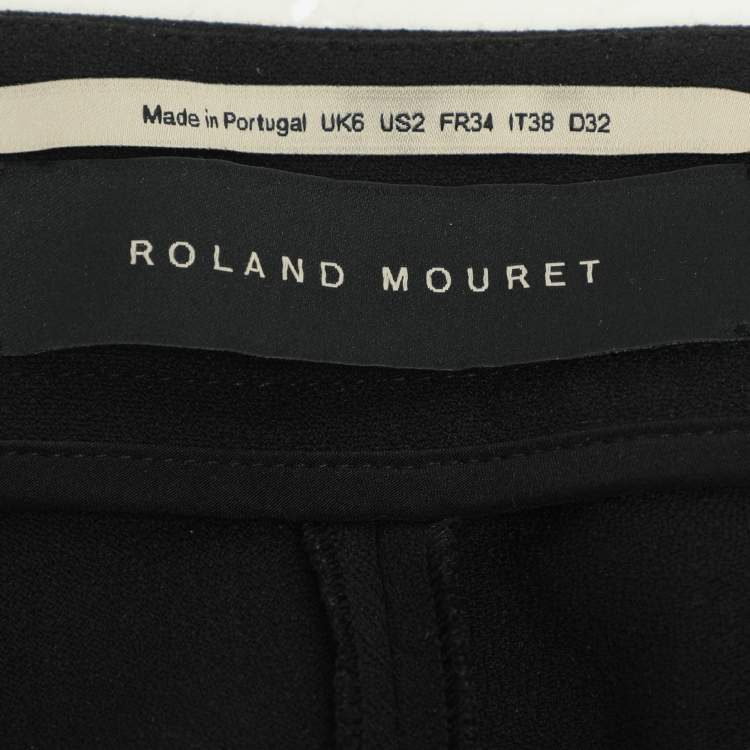 Made in Portugal UK6 US2 FR34 IT38 D32
ROLAND MOURET